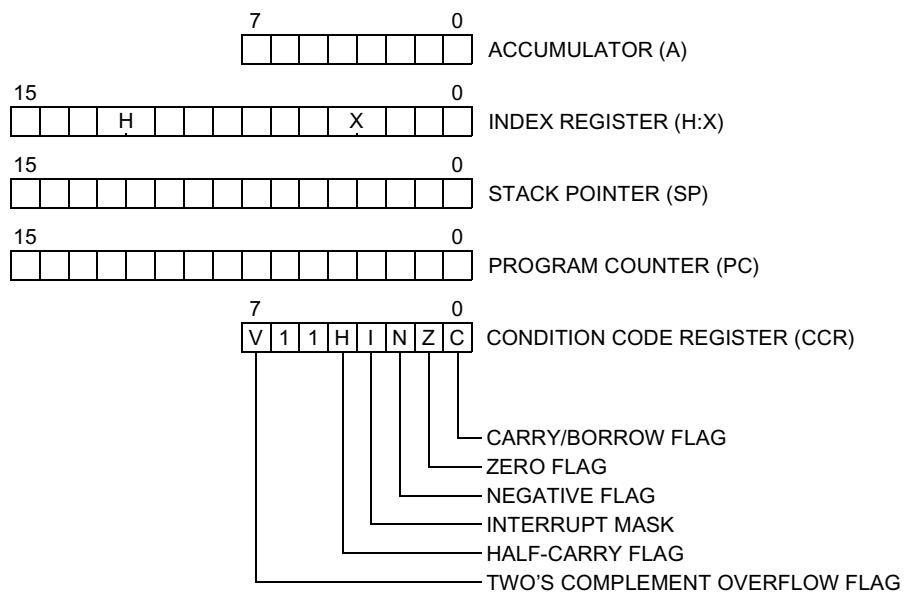 7 0
ACCUMULATOR (A)
15 0
H X INDEX REGISTER (H:X)
15 0
STACK POINTER (SP)
15 0
PROGRAM COUNTER (PC)
7 0
V 1 1 H I N Z C CONDITION CODE REGISTER (CCR)
CARRY/BORROW FLAG
ZERO FLAG
NEGATIVE FLAG
INTERRUPT MASK
HALF-CARRY FLAG
TWO'S COMPLEMENT OVERFLOW FLAG